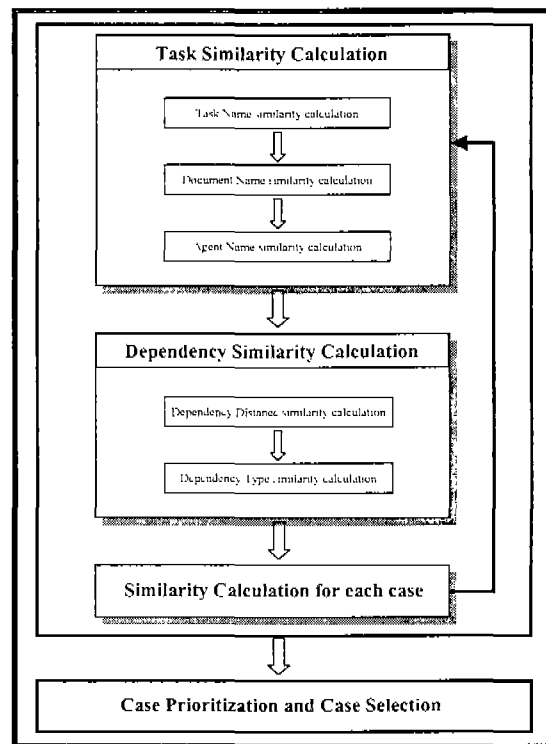 Task Similarity Calculation
Task Name similarity calculation
Document Name similarity calculation
Agent Name similarity calculation
Dependency Similarity Calculation
Dependency Distance similarity calculation
Dependency Type similarity calculation
Similarity Calculation for each case
Case Prioritization and Case Selection